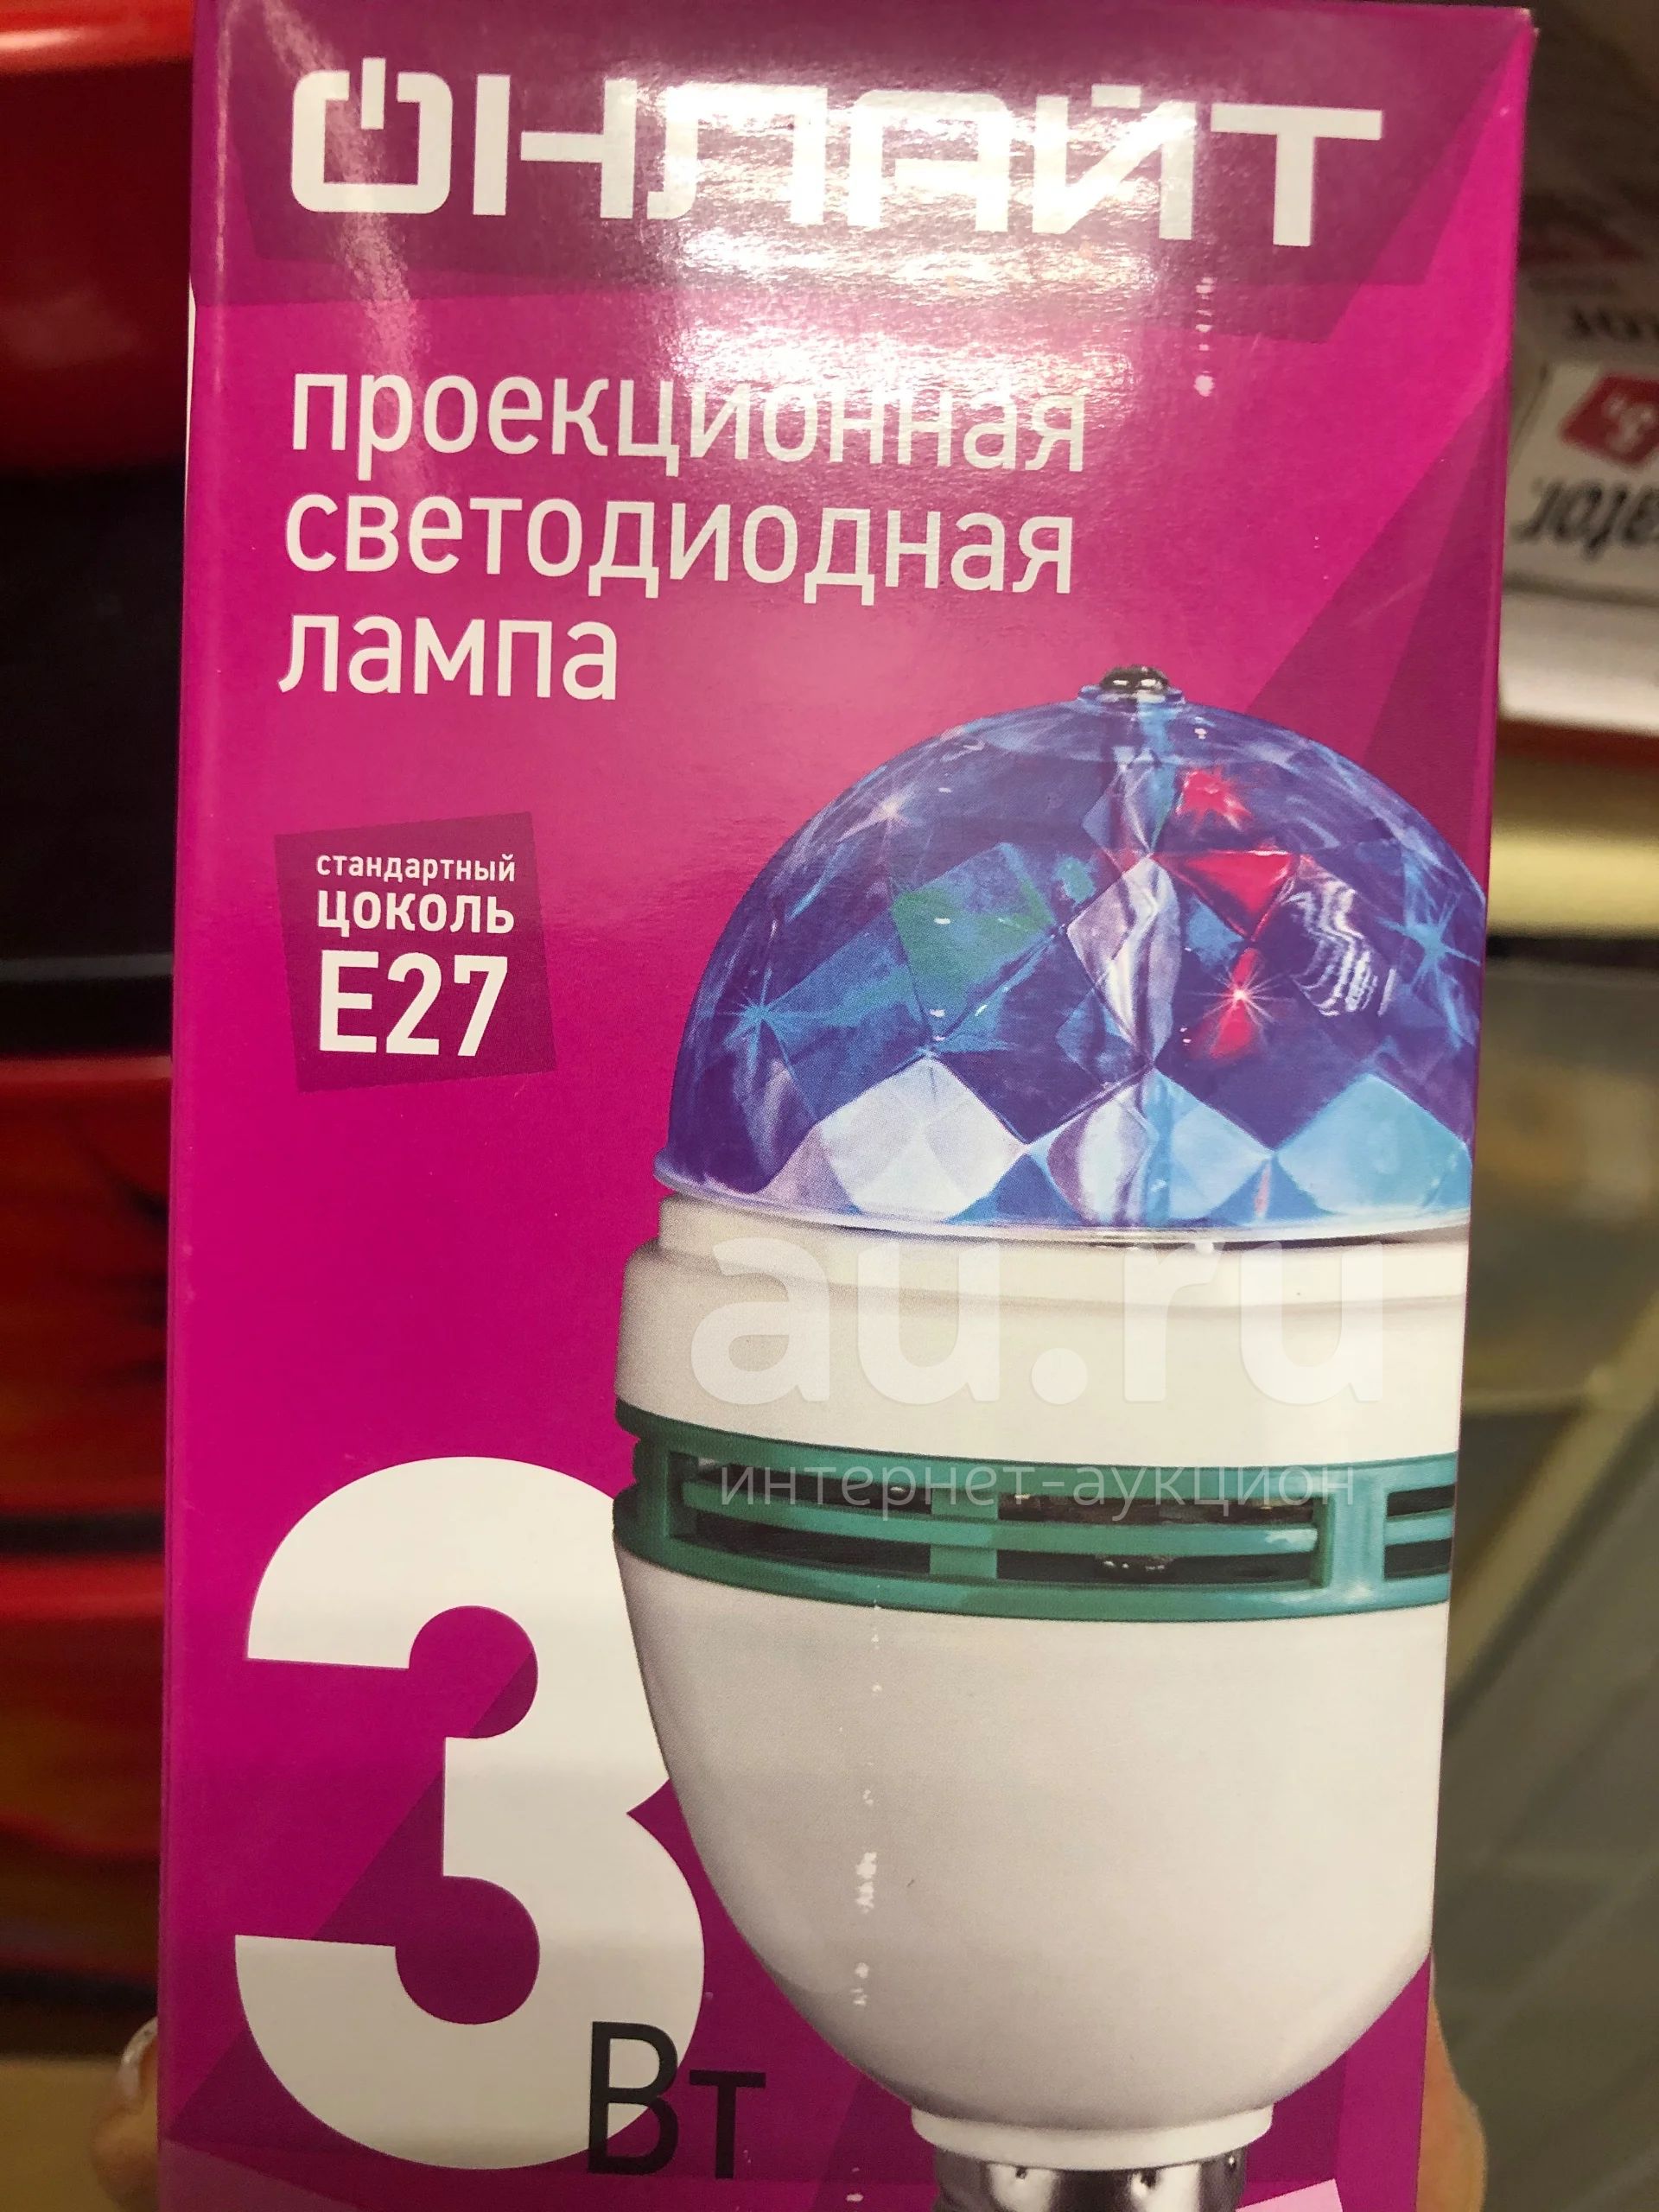 ОНЛАЙТ
проекционная
светодиодная
лампа
стандартный
цоколь
E27
au.ru
интернет-аукцион
3
Вт